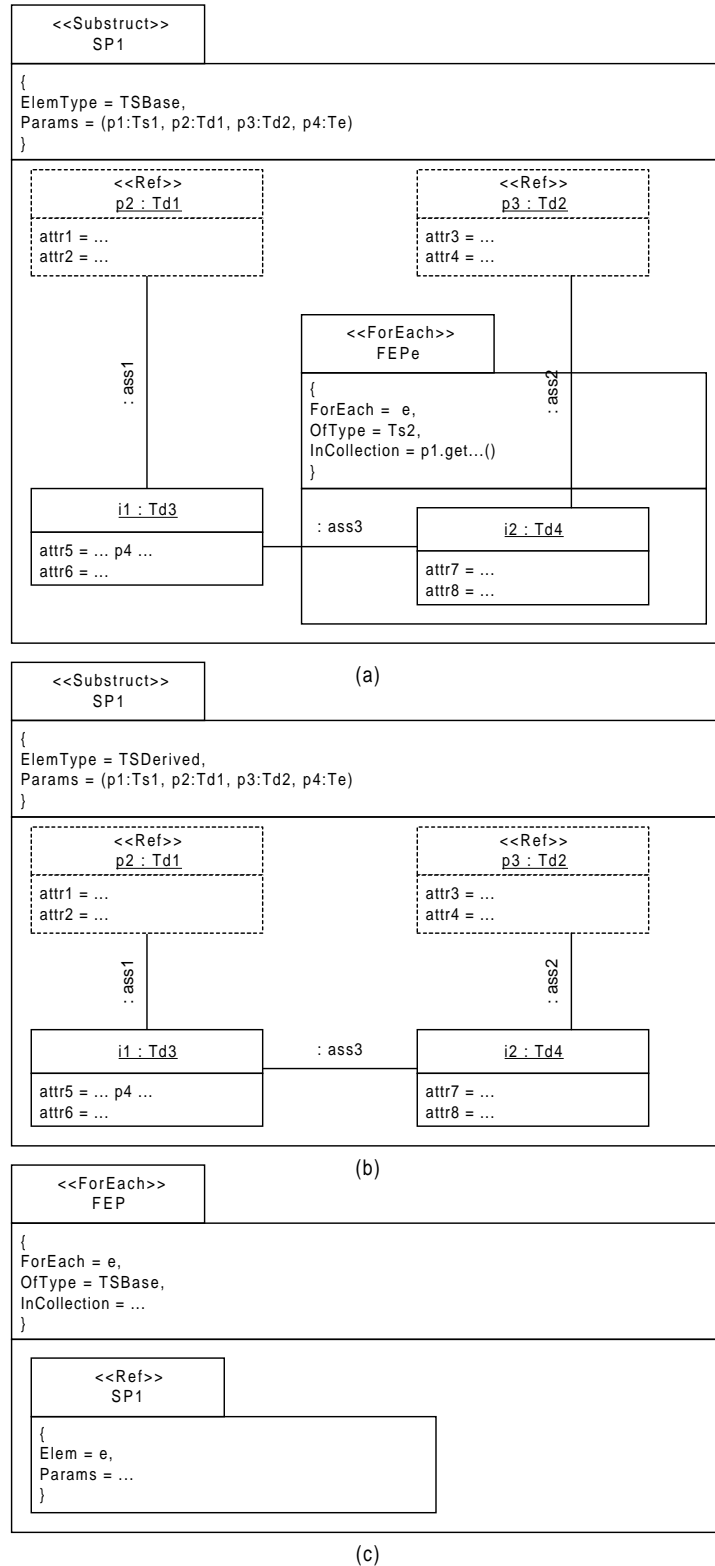 <<Substruct>>
SP1
{
ElemType = TSBase,
Params = (p1:Ts1, p2:Td1, p3:Td2, p4:Te)
}
<<Ref>>
p2 : Td1
attr1 = ...
attr2 = ...
<<Ref>>
p3 : Td2
attr3 = ...
attr4 = ...
: ass1
: ass2
<<ForEach>>
FEPe
{
ForEach =  e,
OfType = Ts2,
InCollection = p1.get...()
}
i1 : Td3
attr5 = ... p4 ...
attr6 = ...
: ass3
i2 : Td4
attr7 = ...
attr8 = ...
(a)
<<Substruct>>
SP1
{
ElemType = TSDerived,
Params = (p1:Ts1, p2:Td1, p3:Td2, p4:Te)
}
<<Ref>>
p2 : Td1
attr1 = ...
attr2 = ...
<<Ref>>
p3 : Td2
attr3 = ...
attr4 = ...
: ass1
: ass2
i1 : Td3
attr5 = ... p4 ...
attr6 = ...
: ass3
i2 : Td4
attr7 = ...
attr8 = ...
(b)
<<ForEach>>
FEP
{
ForEach = e,
OfType = TSBase,
InCollection = ...
}
<<Ref>>
SP1
{
Elem = e,
Params = ...
}
(c)